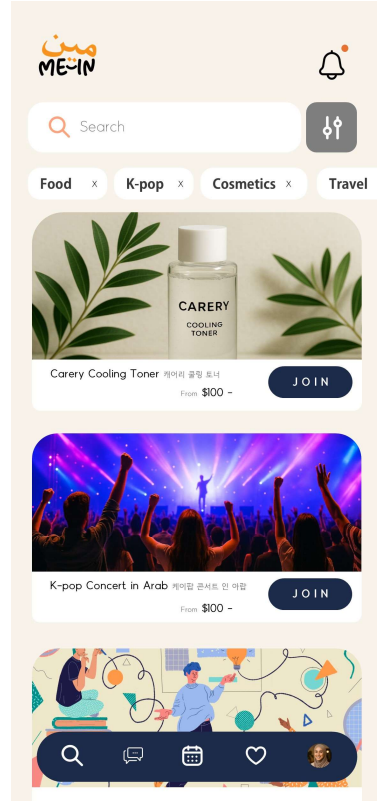 مين
ME-IN
Search
Food x K-pop x Cosmetics x Travel
CARERY
COOLING
TONER
Carery Cooling Toner 캐어리 쿨링 토너
From $100 ~
JOIN
K-pop Concert in Arab 케이팝 콘서트 인 아랍
From $100 ~
JOIN